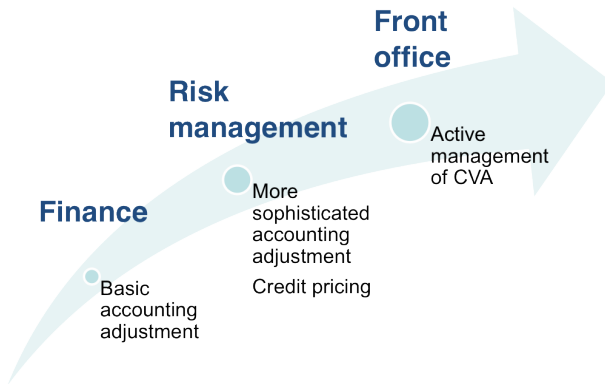 Front
office
Risk
management
Active
management
of CVA
More
sophisticated
accounting
adjustment
Credit pricing
Finance
Basic
accounting
adjustment